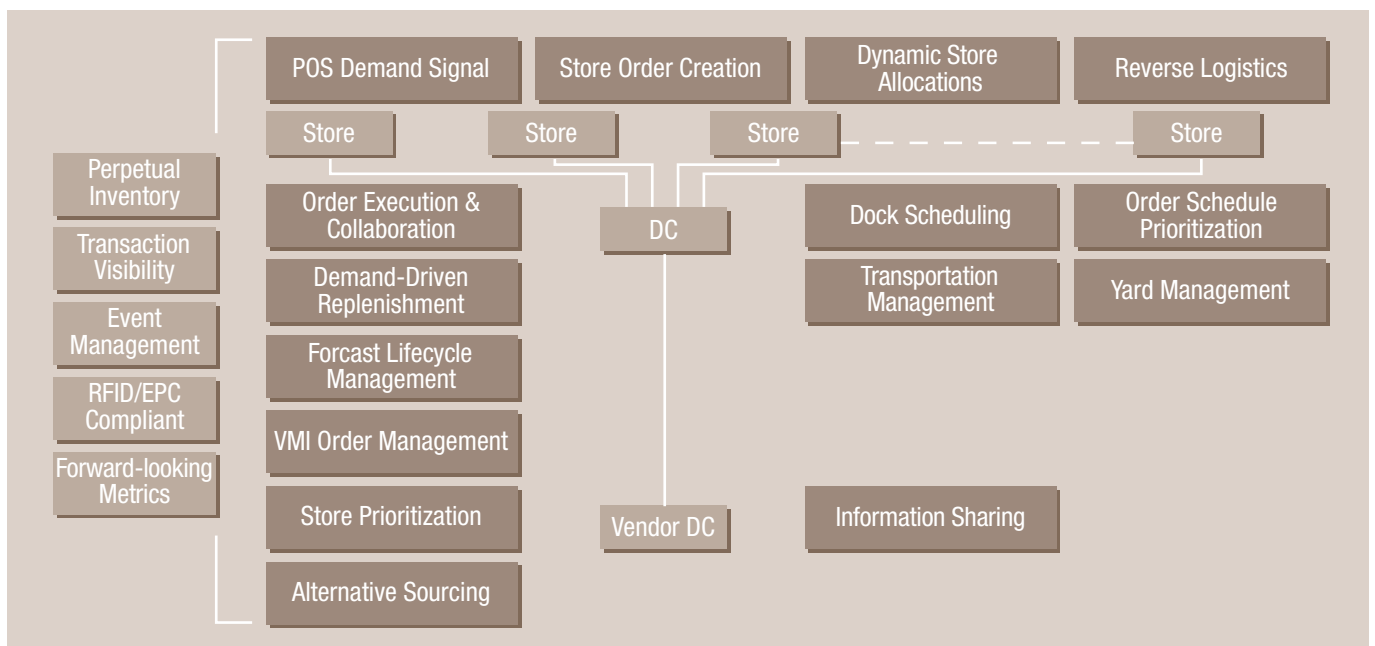 POS Demand Signal
Store Order Creation
Dynamic Store
Allocations
Reverse Logistics
Store
Store
Store
Store
Perpetual
Inventory
Transaction
Visibility
Event
Management
RFID/EPC
Compliant
Forward-looking
Metrics
Order Execution &
Collaboration
Demand-Driven
Replenishment
Forcast Lifecycle
Management
VMI Order Management
Store Prioritization
Alternative Sourcing
DC
Vendor DC
Dock Scheduling
Order Schedule
Prioritization
Transportation
Management
Yard Management
Information Sharing